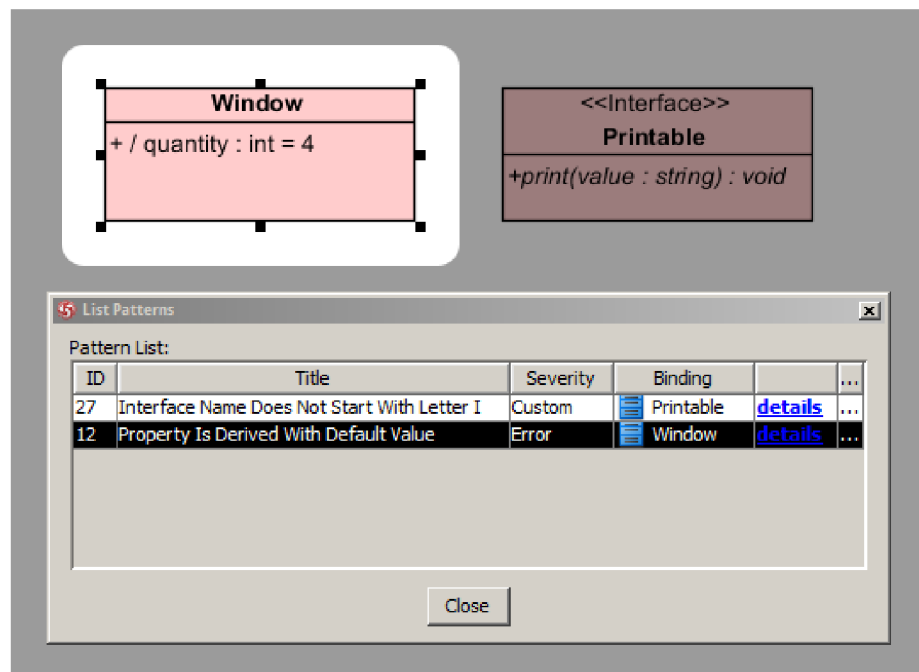 Window
+ / quantity : int = 4
<<Interface>>
Printable
+print(value : string) : void
List Patterns
Pattern List:
ID Title Severity Binding ...
27 Interface Name Does Not Start With Letter I Custom Printable details ...
12 Property Is Derived With Default Value Error Window details ...
Close